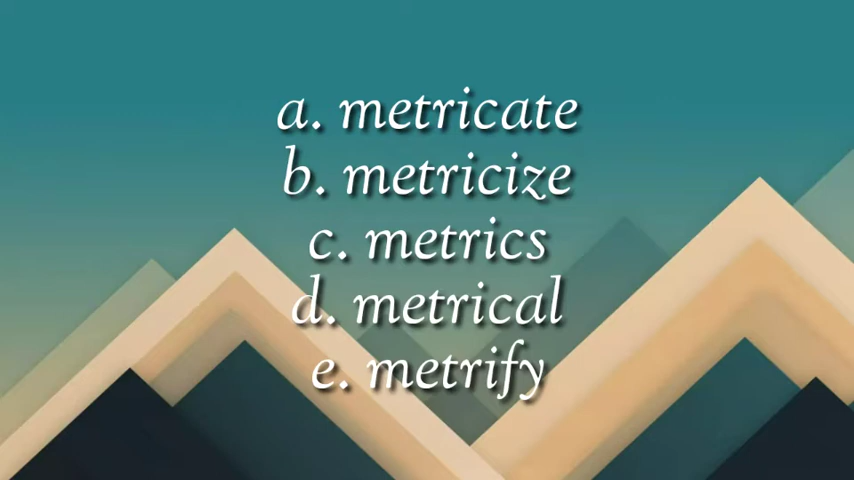 a. metricate
b. metricize
c. metrics
d. metrical
e. metrify